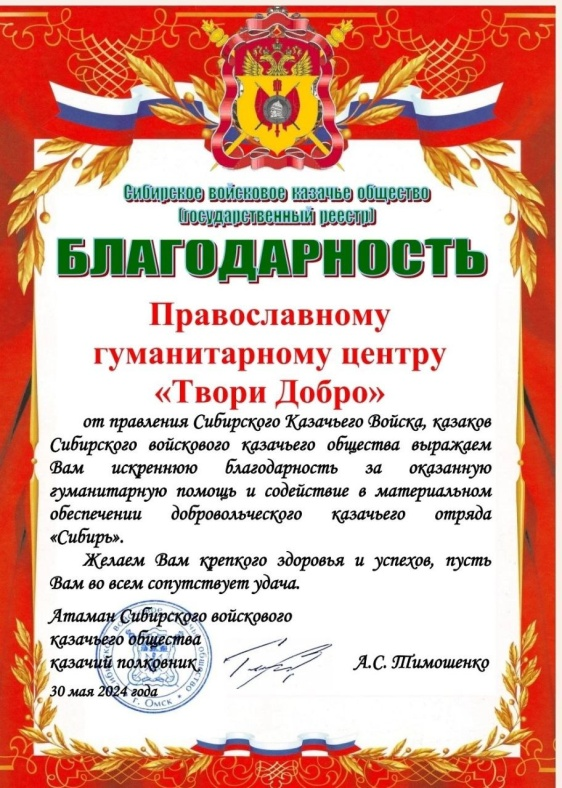 Сибирское войсковое казачье общество
(государственный реестр)
БЛАГОДАРНОСТЬ
Православному
гуманитарному центру
«Твори Добро»
от правления Сибирского Казачьего Войска, казаков
Сибирского войскового казачьего общества выражаем
Вам искреннюю благодарность за оказанную
гуманитарную помощь и содействие в материальном
обеспечении добровольческого казачьего отряда
«Сибирь».
Желаем Вам крепкого здоровья и успехов, пусть
Вам во всем сопутствует удача.
Атаман Сибирского войскового
казачьего общества
казачий полковник А.С. Тимошенко
30 мая 2024 года
г. Омск